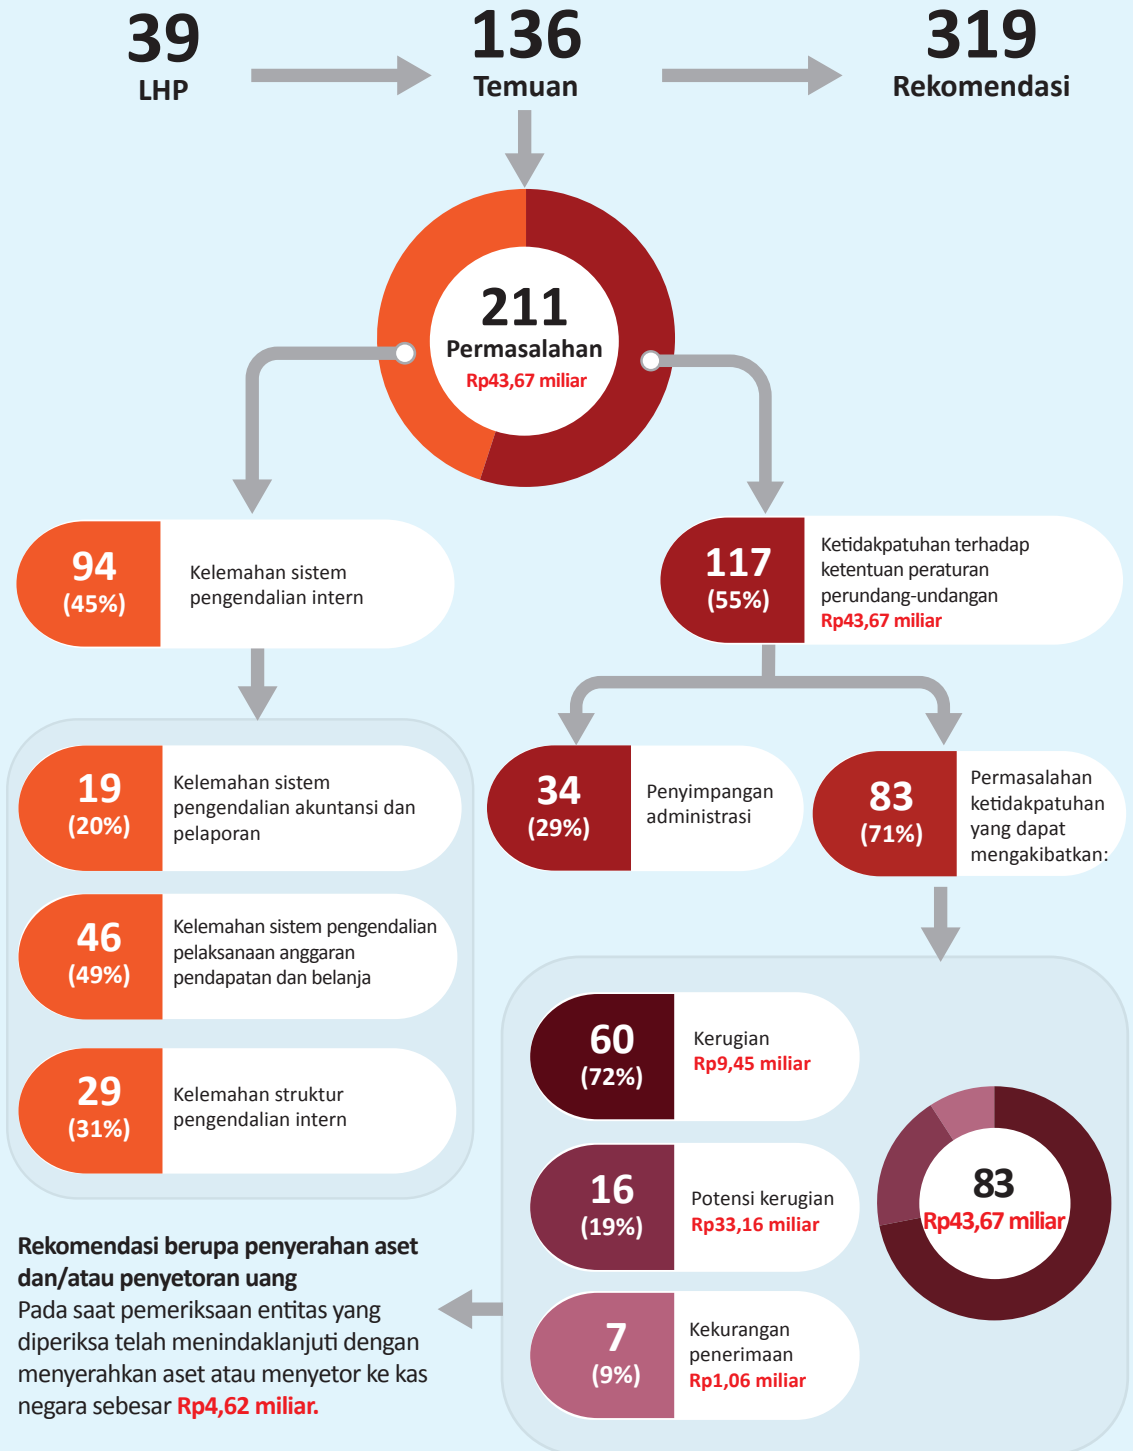 39
LHP
136
Temuan
319
Rekomendasi
211
Permasalahan
Rp43,67 miliar
94
(45%)
Kelemahan sistem
pengendalian intern
117
(55%)
Ketidakpatuhan terhadap
ketentuan peraturan
perundang-undangan
Rp43,67 miliar
19
(20%)
Kelemahan sistem
pengendalian akuntansi dan
pelaporan
46
(49%)
Kelemahan sistem pengendalian
pelaksanaan anggaran
pendapatan dan belanja
29
(31%)
Kelemahan struktur
pengendalian intern
34
(29%)
Penyimpangan
administrasi
83
(71%)
Permasalahan
ketidakpatuhan
yang dapat
mengakibatkan:
60
(72%)
Kerugian
Rp9,45 miliar
16
(19%)
Potensi kerugian
Rp33,16 miliar
7
(9%)
Kekurangan
penerimaan
Rp1,06 miliar
83
Rp43,67 miliar
Rekomendasi berupa penyerahan aset
dan/atau penyetoran uang
Pada saat pemeriksaan entitas yang
diperiksa telah menindaklanjuti dengan
menyerahkan aset atau menyetor ke kas
negara sebesar Rp4,62 miliar.